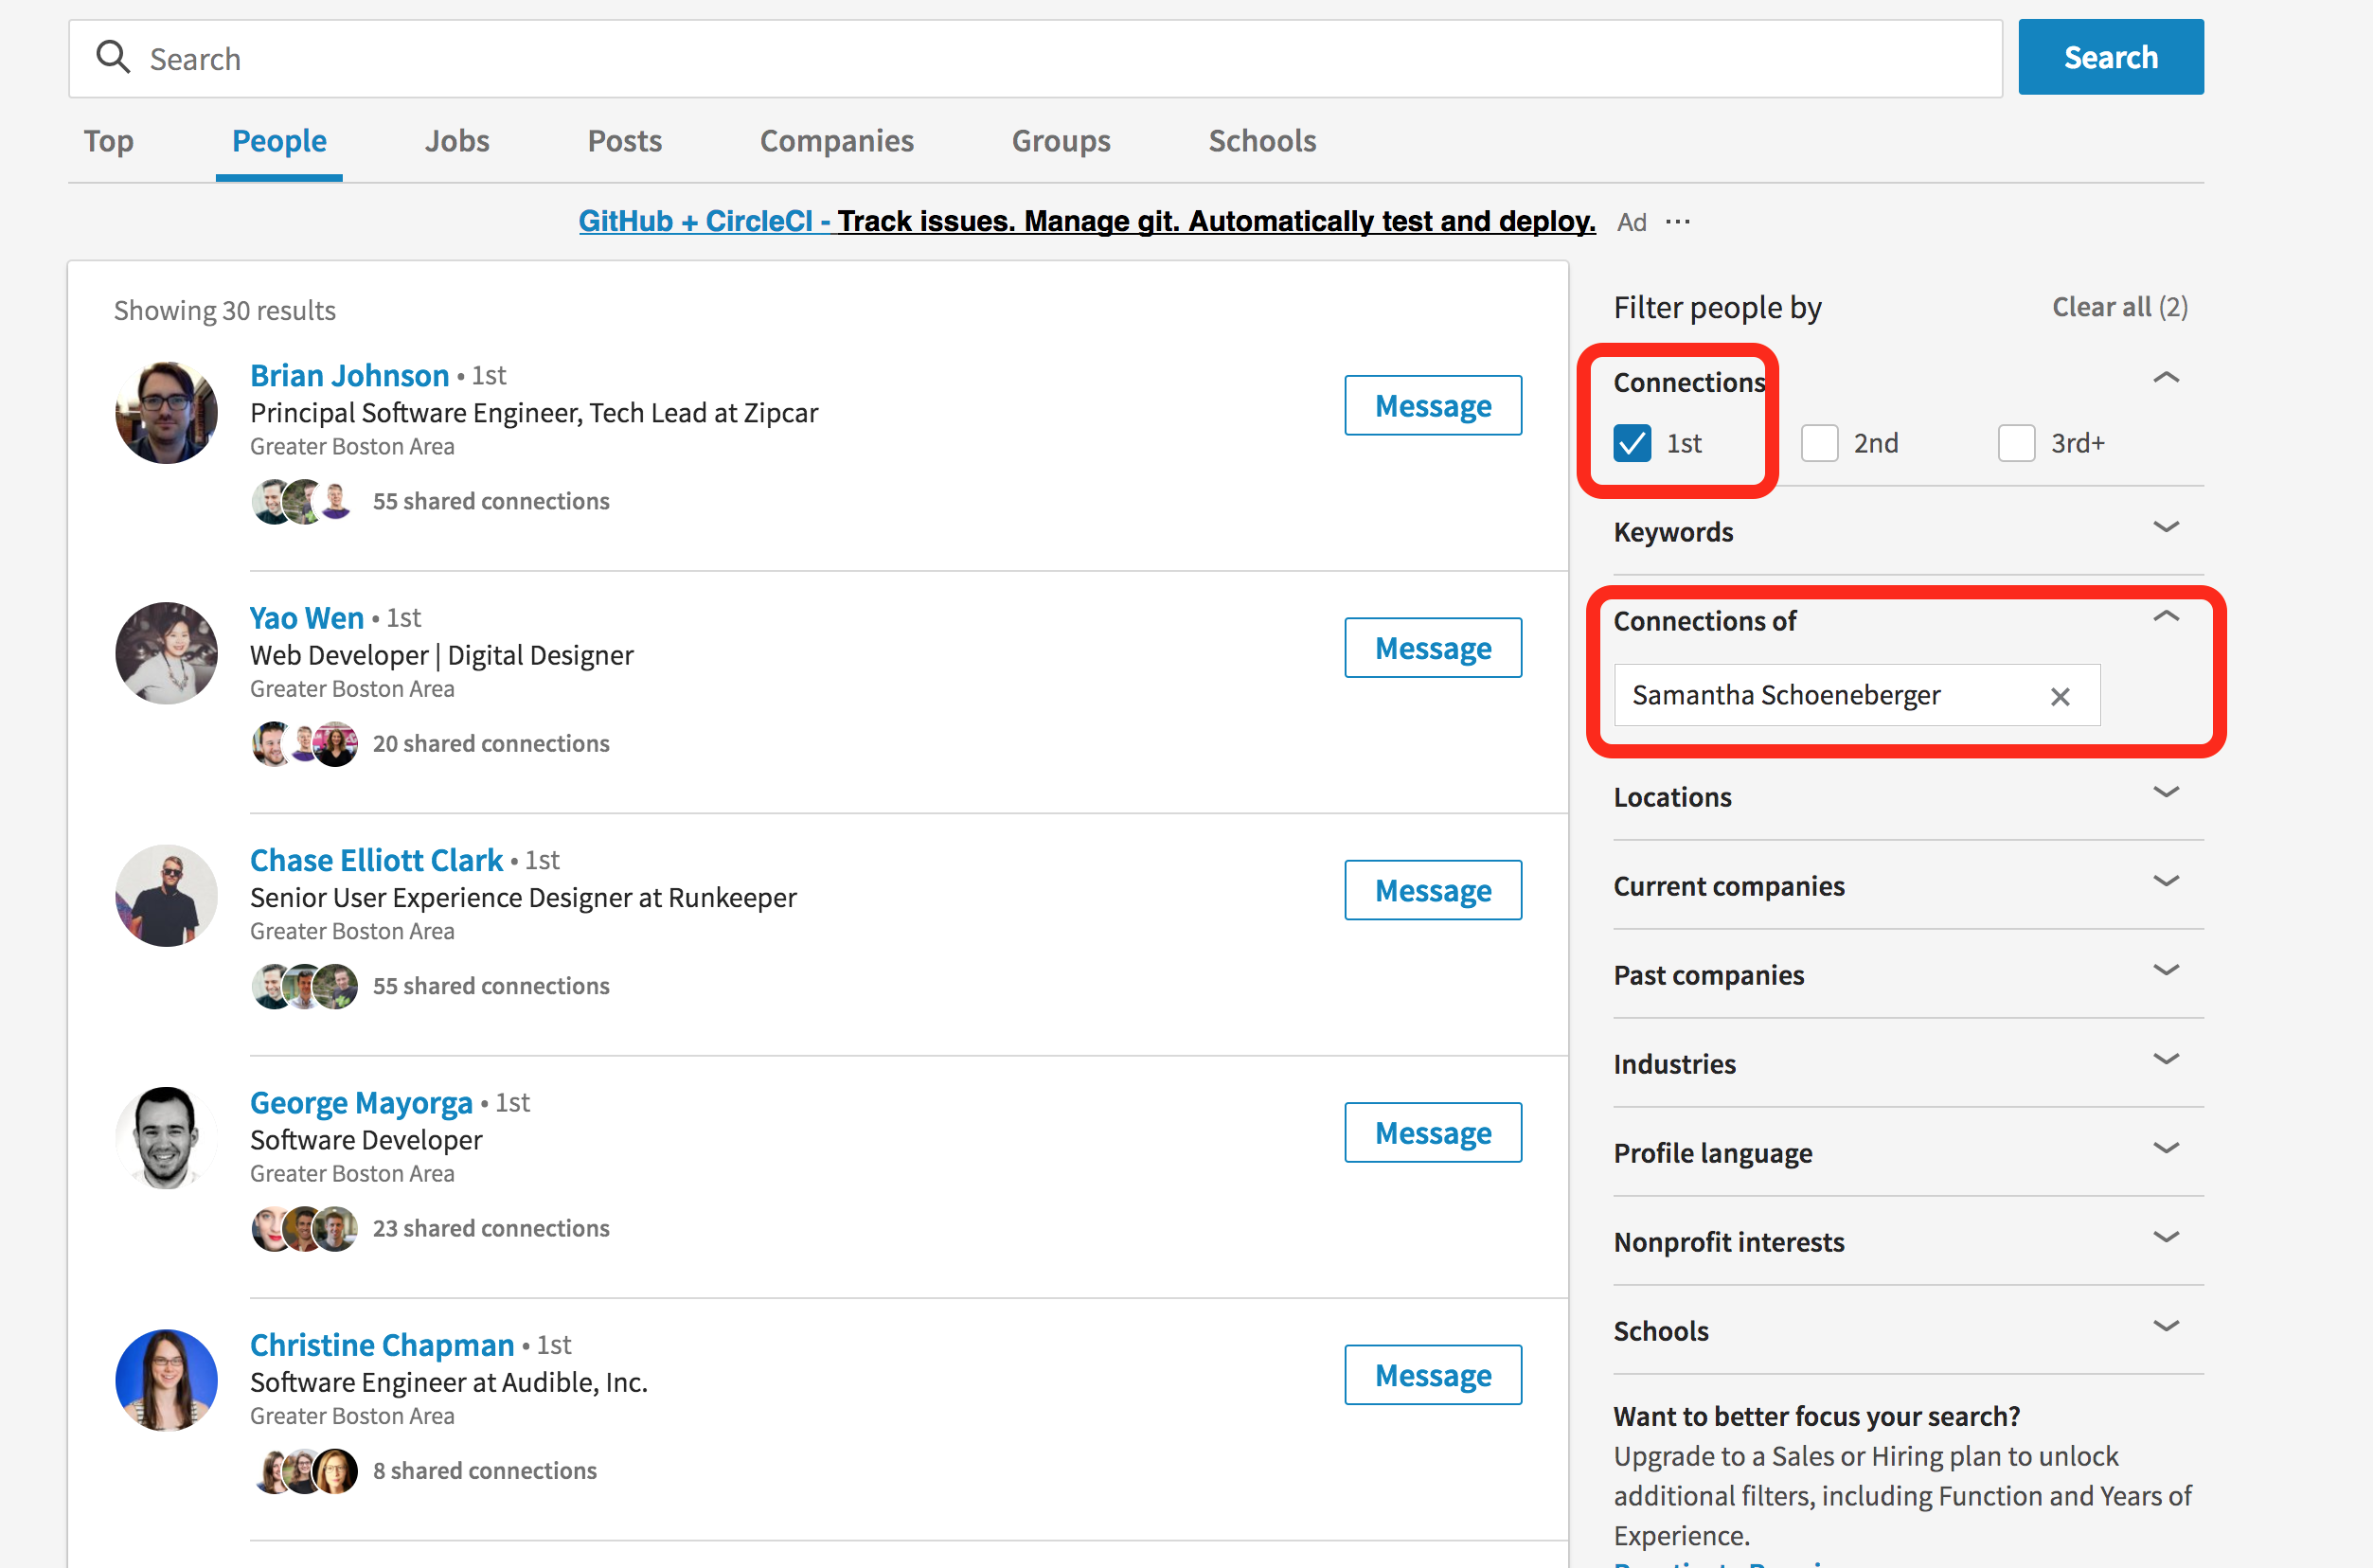 Search
Search
Top People Jobs Posts Companies Groups Schools
GitHub + CircleCI - Track issues. Manage git. Automatically test and deploy. Ad ···
Showing 30 results
Brian Johnson • 1st
Principal Software Engineer, Tech Lead at Zipcar
Greater Boston Area
55 shared connections
Message
Yao Wen • 1st
Web Developer | Digital Designer
Greater Boston Area
20 shared connections
Message
Chase Elliott Clark • 1st
Senior User Experience Designer at Runkeeper
Greater Boston Area
55 shared connections
Message
George Mayorga • 1st
Software Developer
Greater Boston Area
23 shared connections
Message
Christine Chapman • 1st
Software Engineer at Audible, Inc.
Greater Boston Area
8 shared connections
Message
Filter people by Clear all (2)
Connections
1st 2nd 3rd+
Keywords
Connections of
Samantha Schoeneberger
Locations
Current companies
Past companies
Industries
Profile language
Nonprofit interests
Schools
Want to better focus your search?
Upgrade to a Sales or Hiring plan to unlock
additional filters, including Function and Years of
Experience.